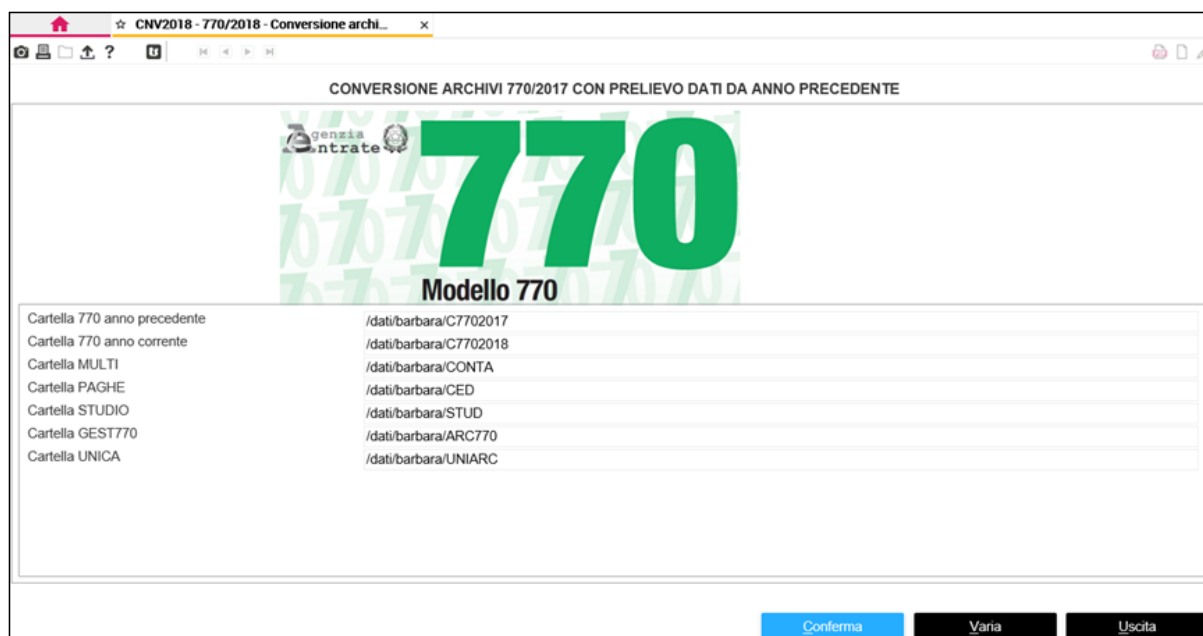 CNV2018 - 770/2018 - Conversione archi...
CONVERSIONE ARCHIVI 770/2017 CON PRELIEVO DATI DA ANNO PRECEDENTE
Agenzia
Entrate
770
Modello 770
Cartella 770 anno precedente /dati/barbara/C7702017
Cartella 770 anno corrente /dati/barbara/C7702018
Cartella MULTI /dati/barbara/CONTA
Cartella PAGHE /dati/barbara/CED
Cartella STUDIO /dati/barbara/STUD
Cartella GEST770 /dati/barbara/ARC770
Cartella UNICA /dati/barbara/UNIARC
Conferma Varia Uscita